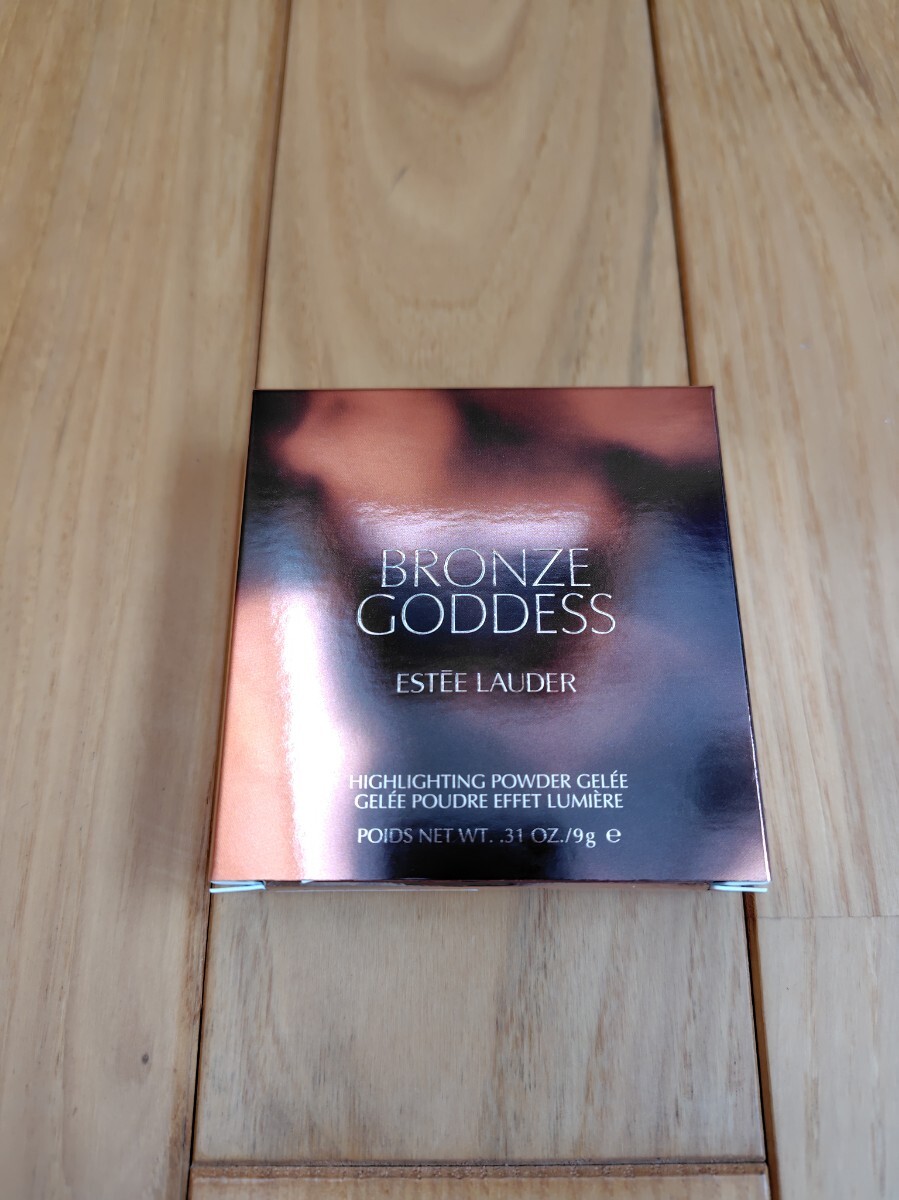 BRONZE
GODDESS
ESTĒE LAUDER
HIGHLIGHTING POWDER GELÉE
GELÉE POUDRE EFFET LUMIÈRE
POIDS NET WT. .31 OZ./9g ℮